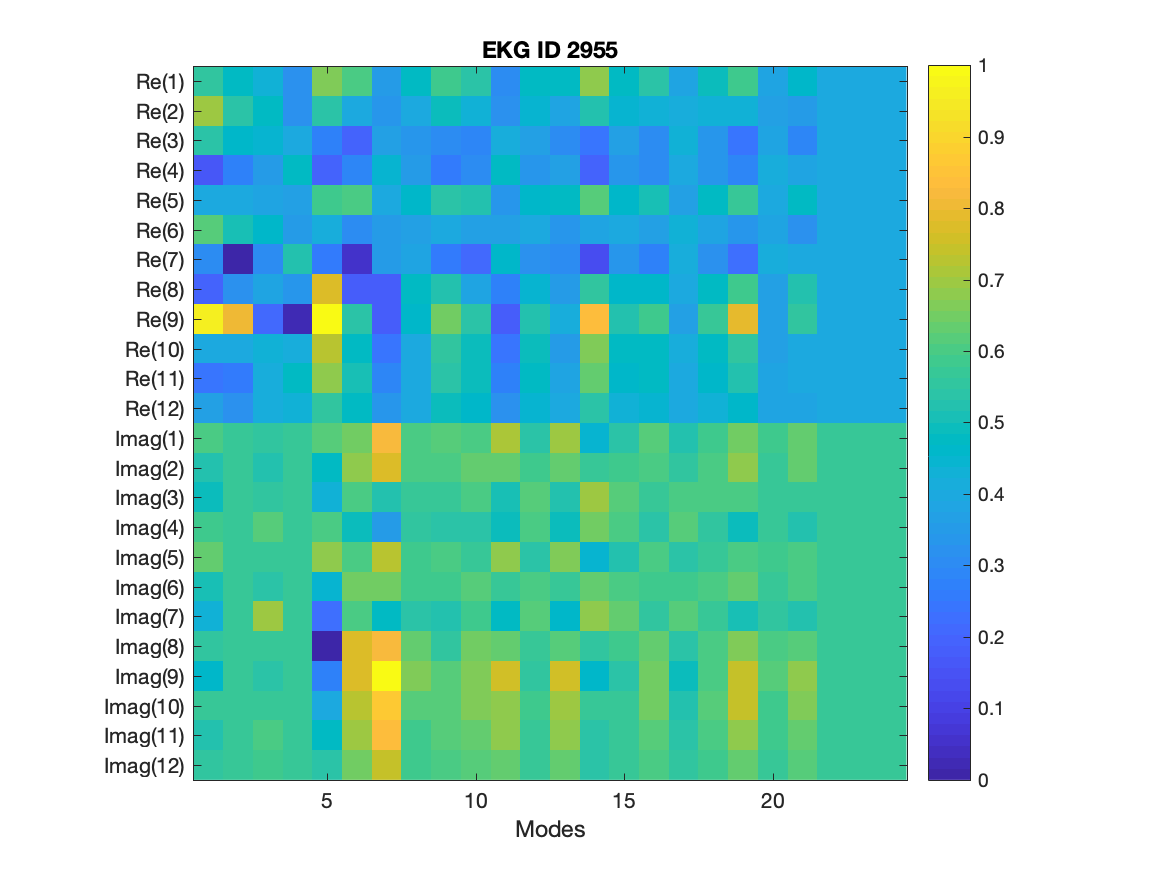 EKG ID 2955
Re(1)
Re(2)
Re(3)
Re(4)
Re(5)
Re(6)
Re(7)
Re(8)
Re(9)
Re(10)
Re(11)
Re(12)
Imag(1)
Imag(2)
Imag(3)
Imag(4)
Imag(5)
Imag(6)
Imag(7)
Imag(8)
Imag(9)
Imag(10)
Imag(11)
Imag(12)
5 10 15 20
Modes
1
0.9
0.8
0.7
0.6
0.5
0.4
0.3
0.2
0.1
0